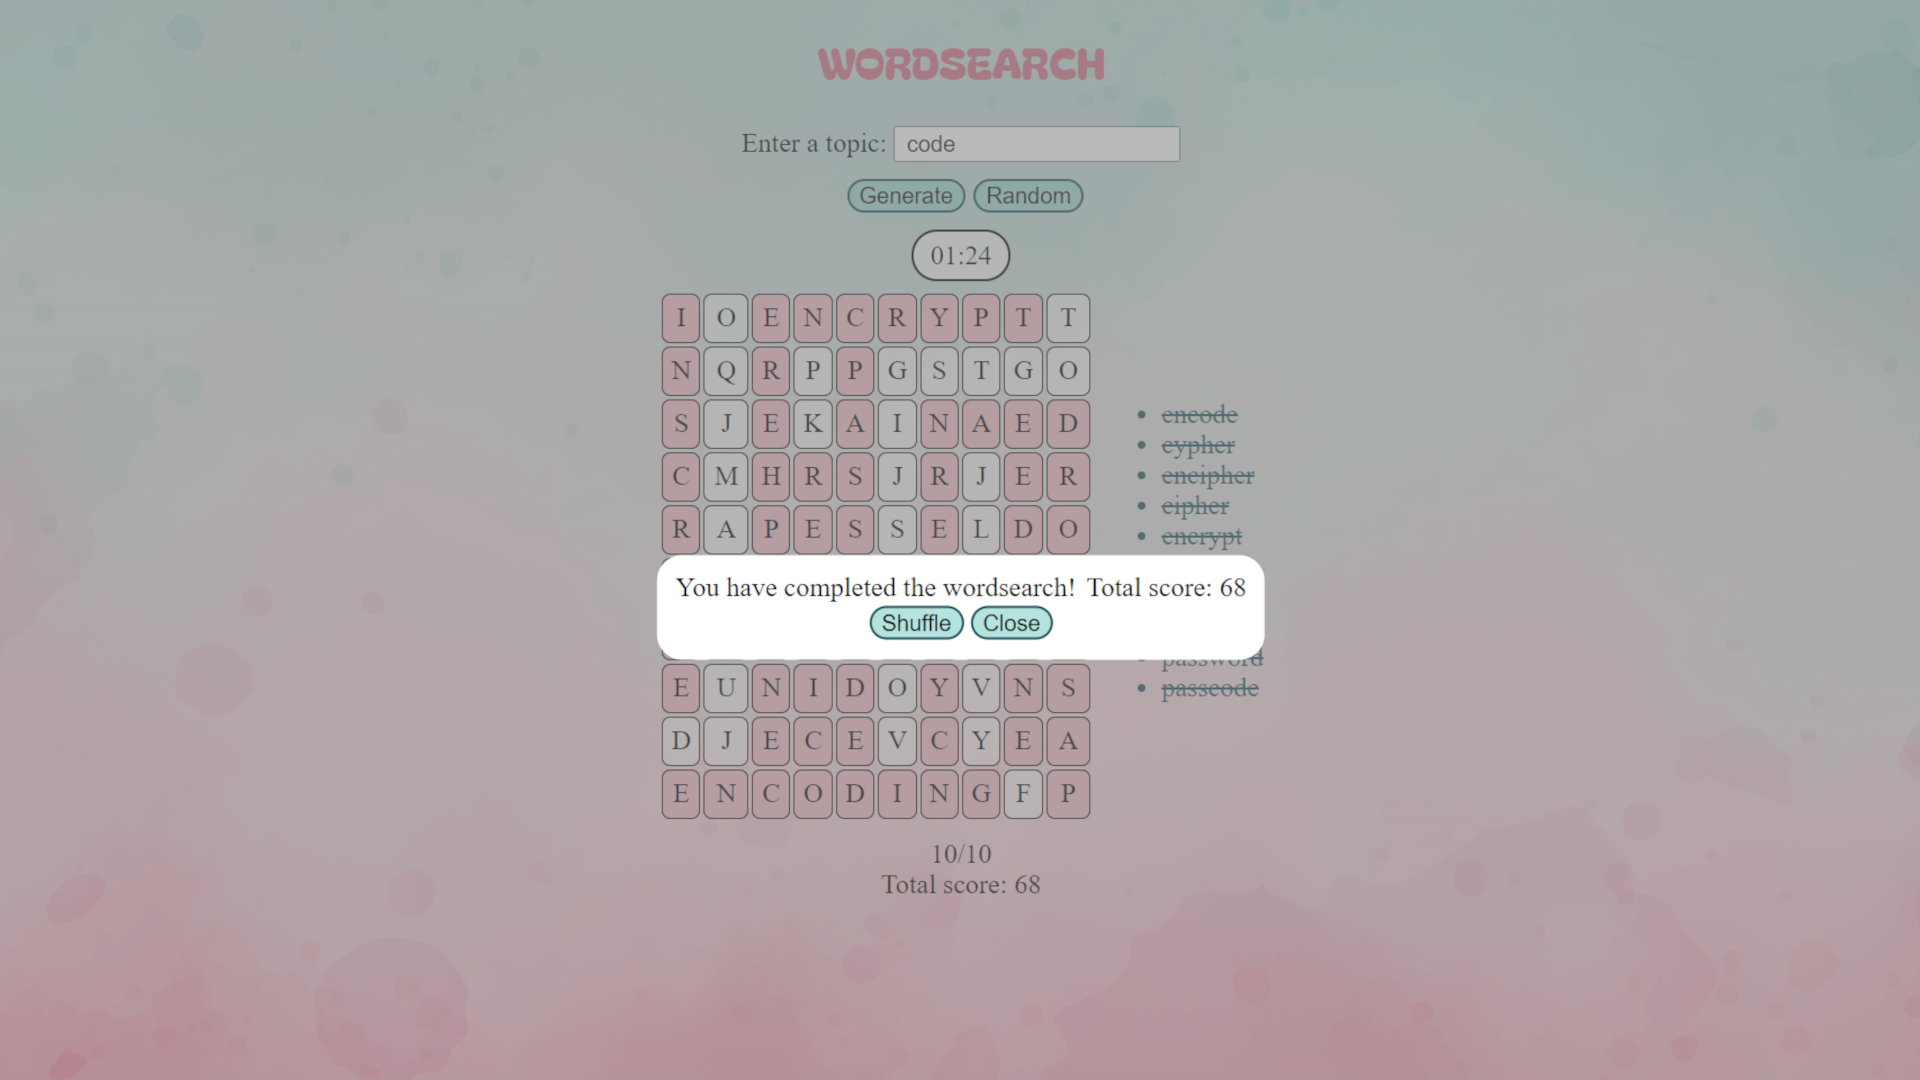 WORDSEARCH
Enter a topic: code
Generate Random
01:24
I O E N C R Y P T T
N Q R P P G S T G O
S J E K A I N A E D
C M H R S J R J E R
R A P E S S E L D O
encode
cypher
encipher
cipher
encrypt
You have completed the wordsearch! Total score: 68
Shuffle Close
password
passcode
E U N I D O Y V N S
D J E C E V C Y E A
E N C O D I N G F P
10/10
Total score: 68